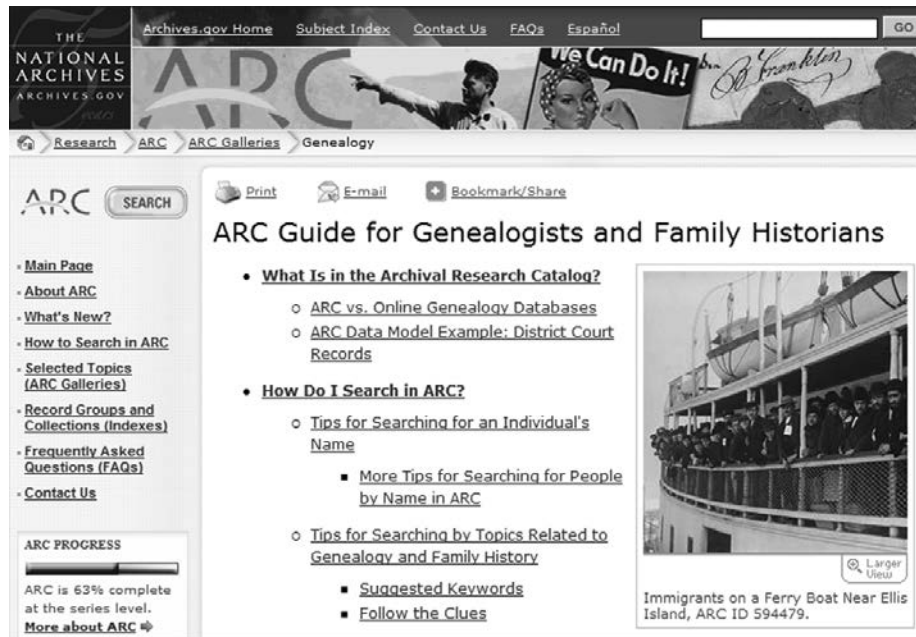 THE
NATIONAL
ARCHIVES
ARCHIVES.GOV
Archives.gov Home Subject Index Contact Us FAQs Español GO
ARC
We Can Do It!
B Franklin
Research ARC ARC Galleries Genealogy
ARC SEARCH
Main Page
About ARC
What's New?
How to Search in ARC
Selected Topics
(ARC Galleries)
Record Groups and
Collections (Indexes)
Frequently Asked
Questions (FAQs)
Contact Us
ARC PROGRESS
ARC is 63% complete
at the series level.
More about ARC
Print E-mail Bookmark/Share
ARC Guide for Genealogists and Family Historians
What Is in the Archival Research Catalog?
ARC vs. Online Genealogy Databases
ARC Data Model Example: District Court
Records
How Do I Search in ARC?
Tips for Searching for an Individual's
Name
More Tips for Searching for People
by Name in ARC
Tips for Searching by Topics Related to
Genealogy and Family History
Suggested Keywords
Follow the Clues
Larger
View
Immigrants on a Ferry Boat Near Ellis
Island, ARC ID 594479.